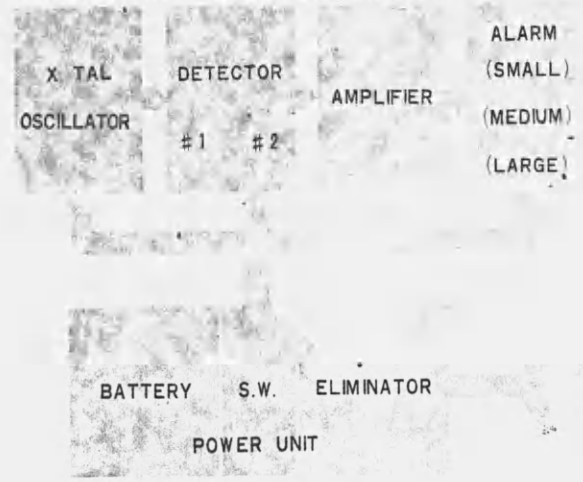 X TAL
OSCILLATOR
DETECTOR
#1 #2
AMPLIFIER
ALARM
(SMALL)
(MEDIUM)
(LARGE)
BATTERY S.W. ELIMINATOR
POWER UNIT